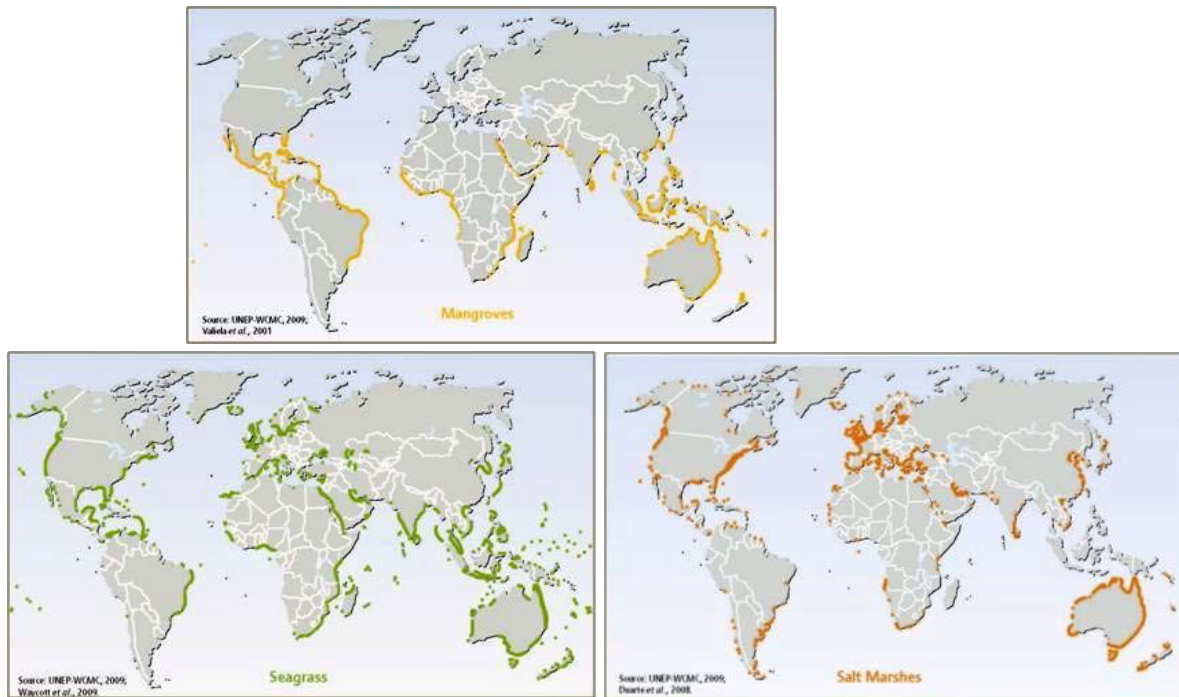 Mangroves
Source: UNEP-WCMC, 2009;
Valiela et al., 2001
Seagrass
Source: UNEP-WCMC, 2009;
Waycott et al., 2009.
Salt Marshes
Source: UNEP-WCMC, 2009;
Duarte et al., 2008.